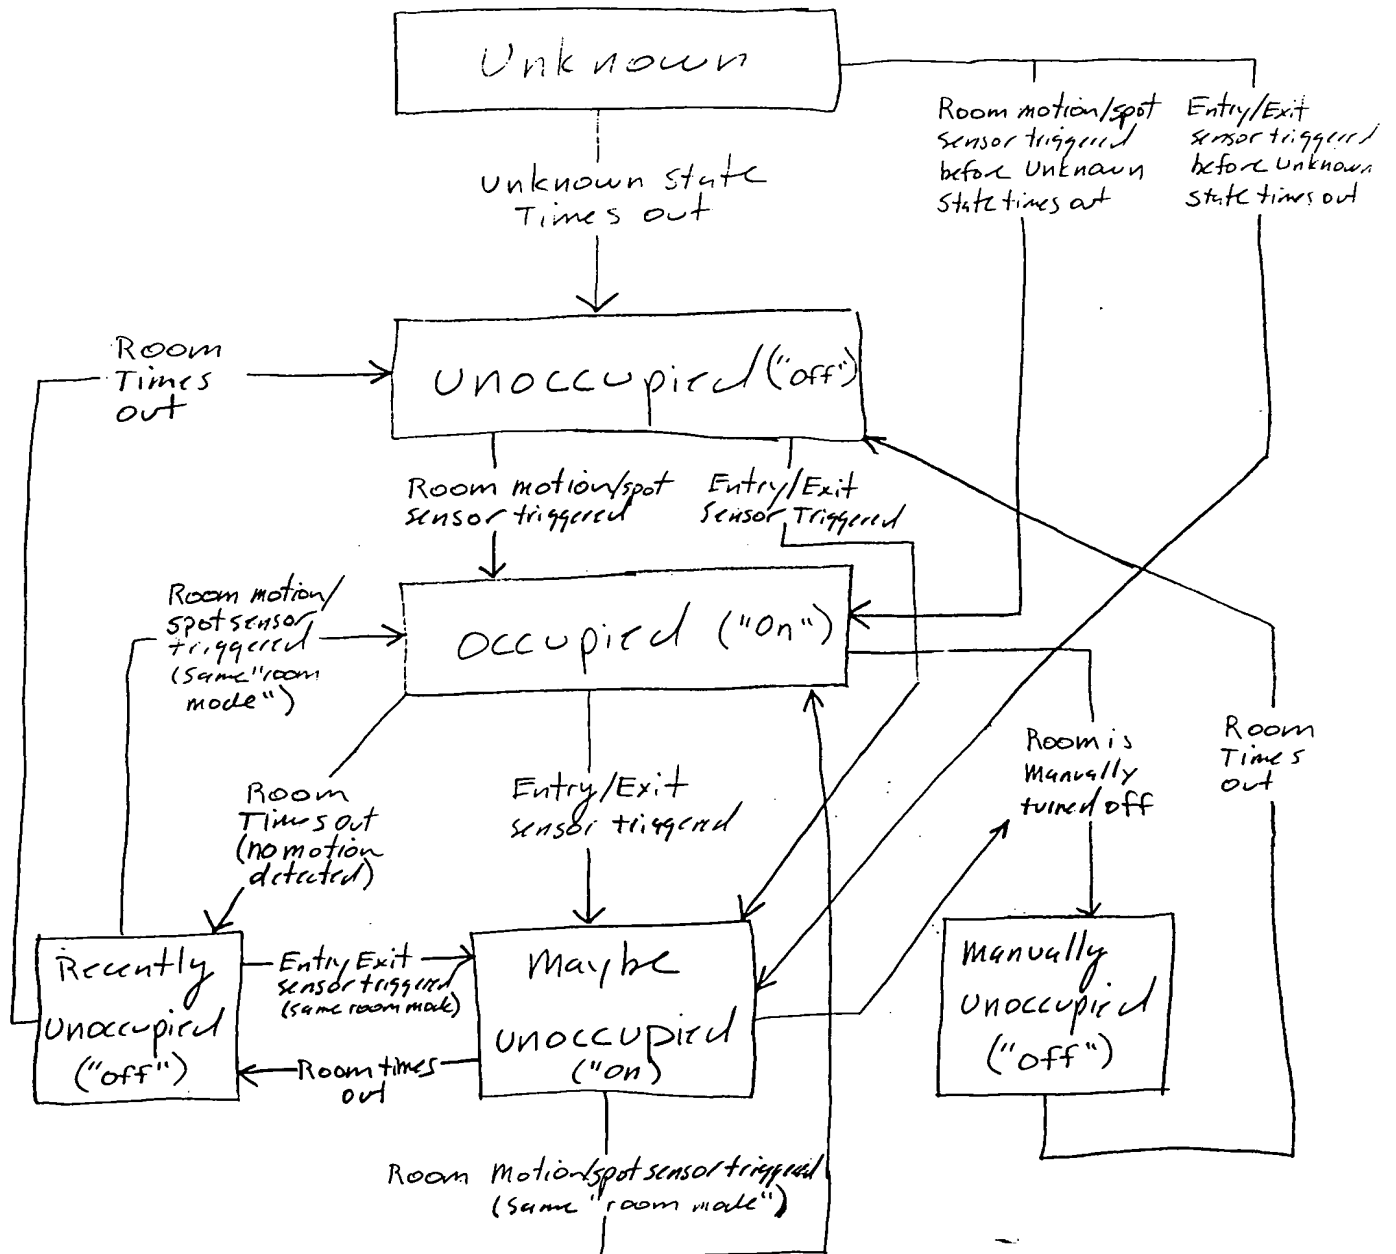 Unknown
Unknown State
Times out
Room motion/spot
sensor triggered
before Unknown
State times out
Entry/Exit
sensor triggered
before Unknown
State times out
Room
Times
out
Unoccupied ("off")
Room motion/spot
sensor triggered
Entry/Exit
Sensor Triggered
Room motion/
spot sensor
triggered
(same "room
mode")
Occupied ("On")
Room
Times out
(no motion
detected)
Entry/Exit
sensor triggered
Room is
Manually
turned off
Room
Times
out
Recently
Unoccupied
("off")
Entry/Exit
sensor triggered
(same room mode)
Room times
out
Maybe
Unoccupied
("On)
Manually
Unoccupied
("off")
Room Motion/spot sensor triggered
(same "room mode")